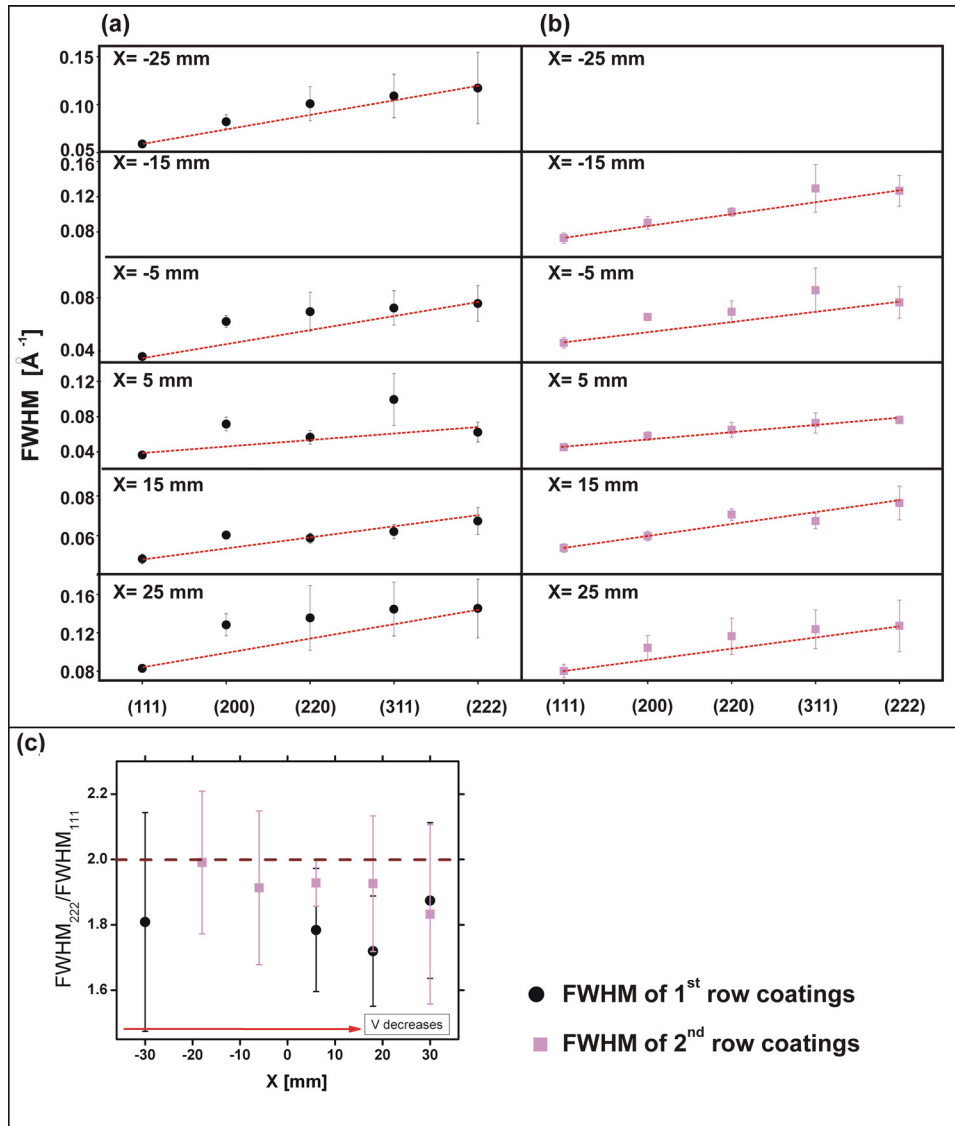 (a)
(b)
X= -25 mm
X= -25 mm
0.15
0.10
0.05
X= -15 mm
X= -15 mm
0.16
0.12
0.08
X= -5 mm
X= -5 mm
0.08
0.04
X= 5 mm
X= 5 mm
0.12
0.08
0.04
X= 15 mm
X= 15 mm
0.08
0.06
X= 25 mm
X= 25 mm
0.16
0.12
0.08
FWHM [Å⁻¹]
(111) (200) (220) (311) (222)
(111) (200) (220) (311) (222)
(c)
FWHM₂₂₂/FWHM₁₁₁
2.2
2.0
1.8
1.6
V decreases
-30 -20 -10 0 10 20 30
X [mm]
FWHM of 1ˢᵗ row coatings
FWHM of 2ⁿᵈ row coatings